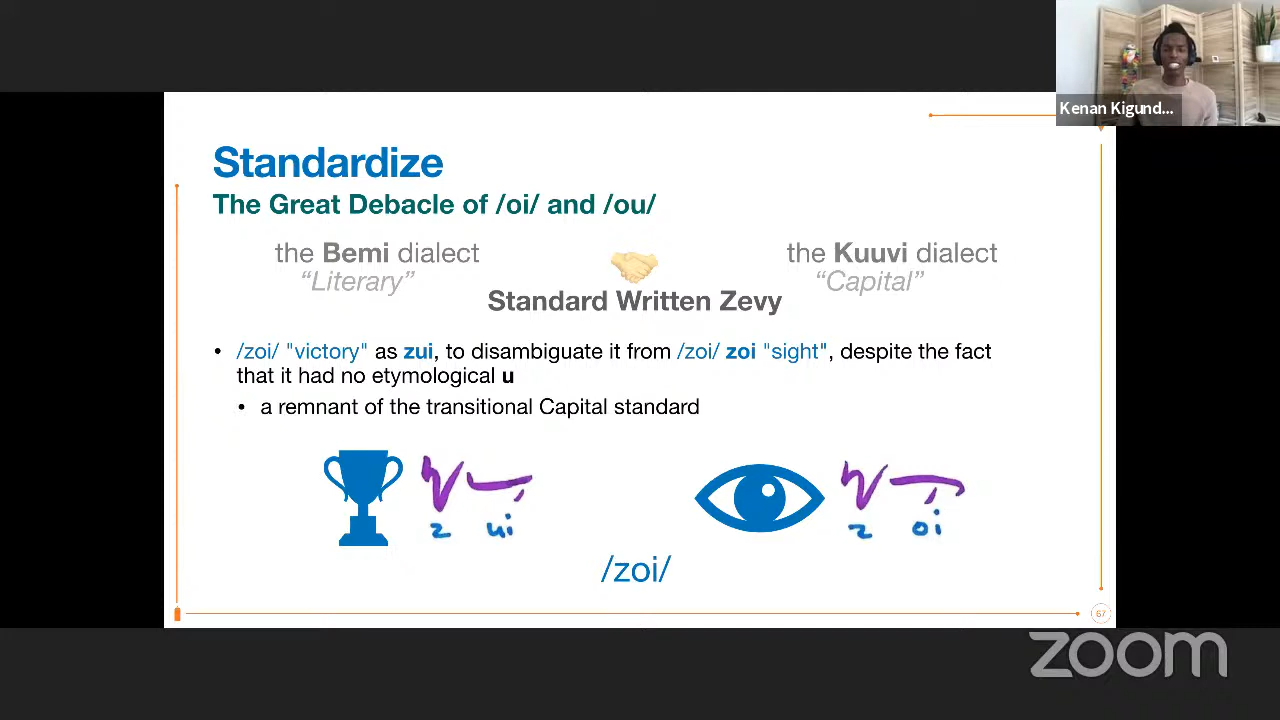 Kenan Kigund...
Standardize
The Great Debacle of /oi/ and /ou/
the Bemi dialect
"Literary"
the Kuuvi dialect
"Capital"
Standard Written Zevy
• /zoi/ "victory" as zui, to disambiguate it from /zoi/ zoi "sight", despite the fact
that it had no etymological u
• a remnant of the transitional Capital standard
z ui
z oi
/zoi/
67
zoom